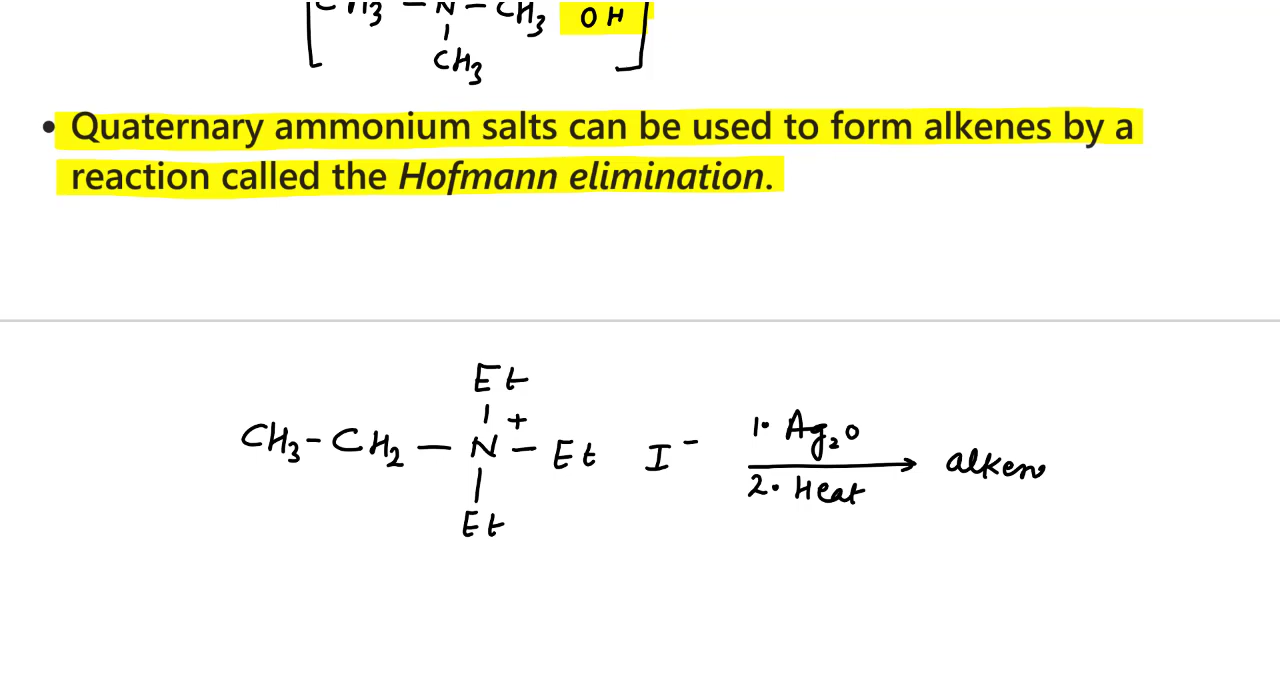 CH3 - N - CH3 OH
CH3
• Quaternary ammonium salts can be used to form alkenes by a
reaction called the Hofmann elimination.
Et
CH3-CH2 - N+ - Et I-
Et
1. Ag2O
2. Heat
alkene